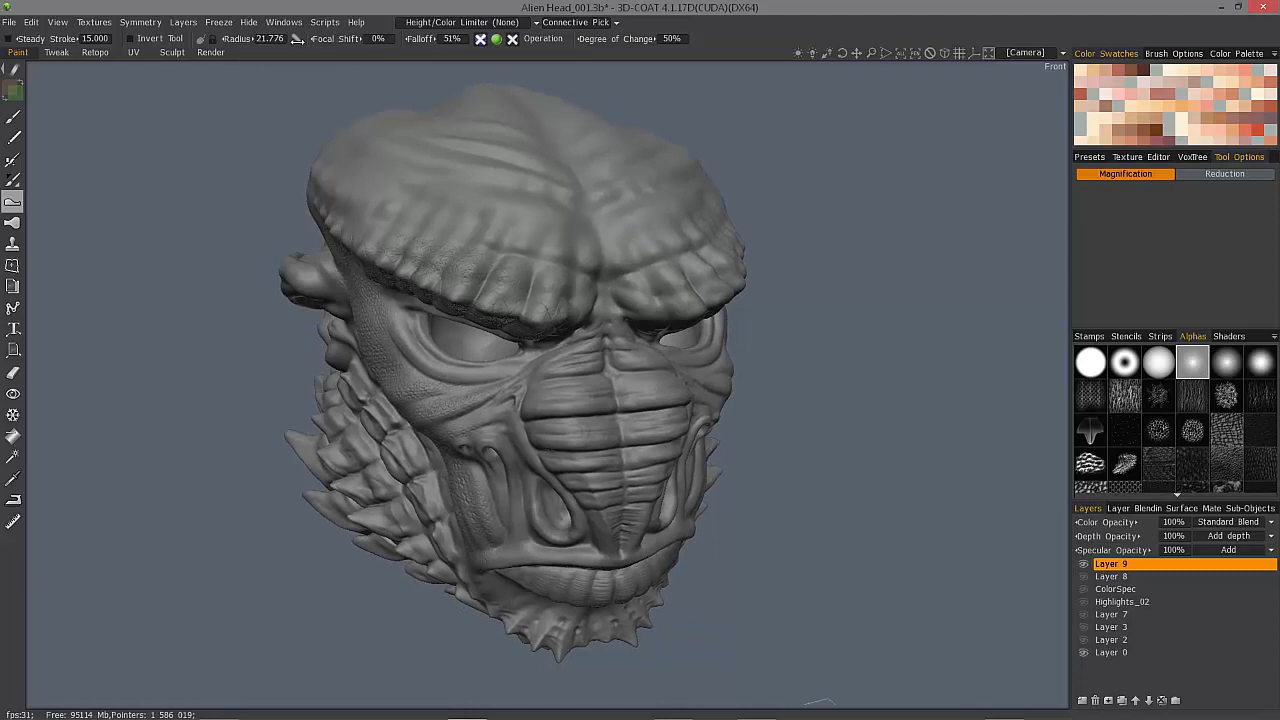 Alien Head_001.3b* - 3D-COAT 4.1.17D(CUDA)(DX64)
File Edit View Textures Symmetry Layers Freeze Hide Windows Scripts Help Height/Color Limiter (None) Connective Pick
Steady Stroke 15.000 Invert Tool Radius 21.776 Focal Shift 0% Falloff 51% Operation Degree of Change 50%
Paint Tweak UV Sculpt Render
Retopo
[Camera]
Front
Color Swatches Brush Options Color Palette
Presets Texture Editor VoxTree Tool Options
Magnification Reduction
Stamps Stencils Strips Alphas Shaders
Layers Layer Blendin Surface Mate Sub-Objects
Color Opacity 100% Standard Blend
Depth Opacity 100% Add depth
Specular Opacity 100% Add
Layer 9
Layer 8
ColorSpec
Highlights_02
Layer 7
Layer 3
Layer 2
Layer 0
fps:31; Free: 95114 Mb,Pointers: 1 586 019;